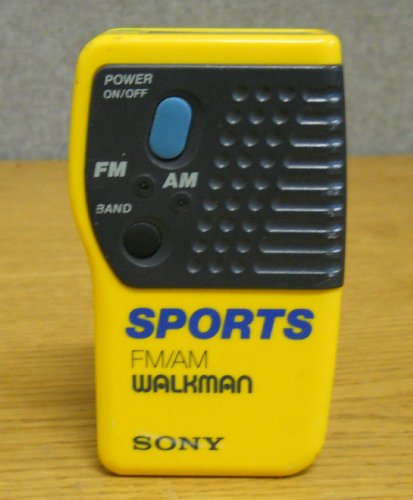 POWER
ON/OFF
FM AM
BAND
SPORTS
FM/AM
WALKMAN
SONY